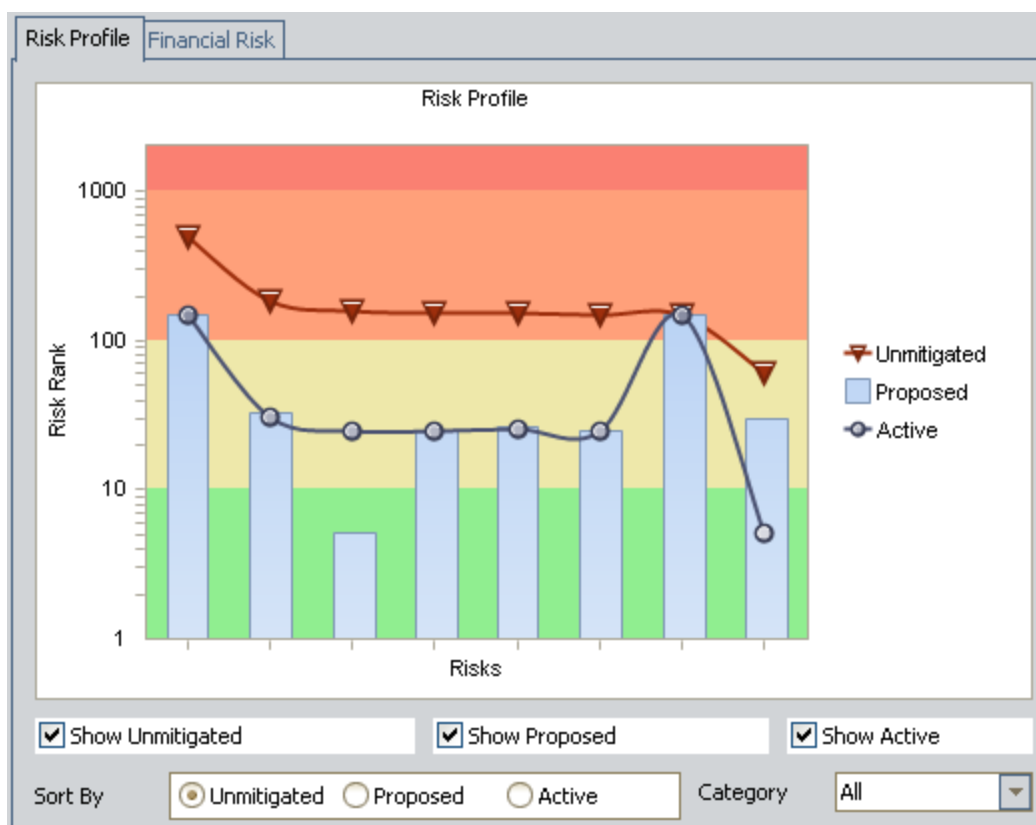 Risk Profile Financial Risk
Risk Profile
1000
100
10
1
Risk Rank
Risks
Unmitigated
Proposed
Active
Show Unmitigated Show Proposed Show Active
Sort By Unmitigated Proposed Active Category All